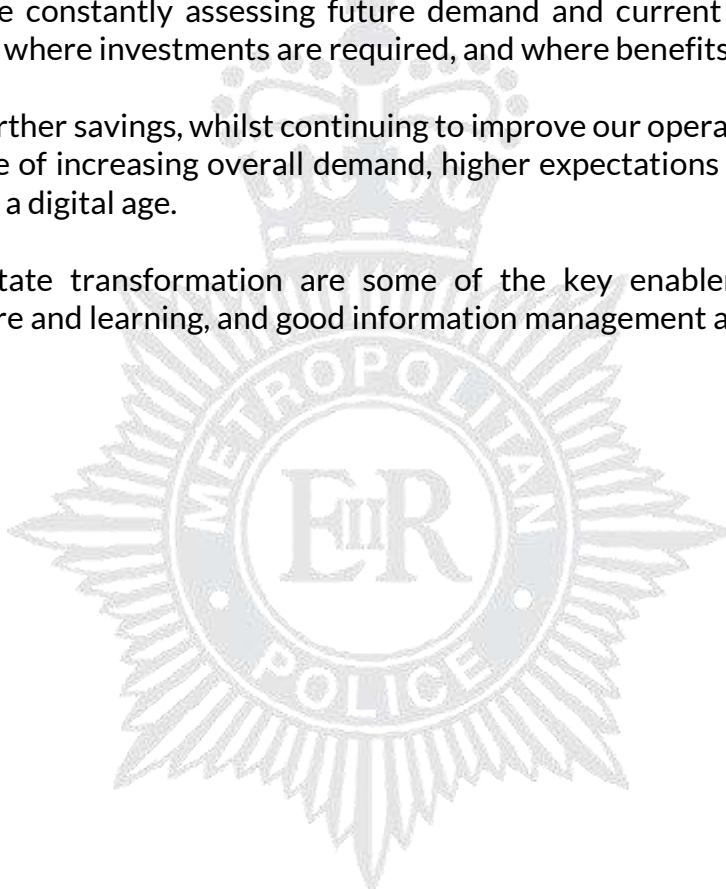 e constantly assessing future demand and current
where investments are required, and where benefits
rther savings, whilst continuing to improve our opera
e of increasing overall demand, higher expectations
a digital age.
tate transformation are some of the key enabler
re and learning, and good information management a
METROPOLITAN
EIIR
POLICE